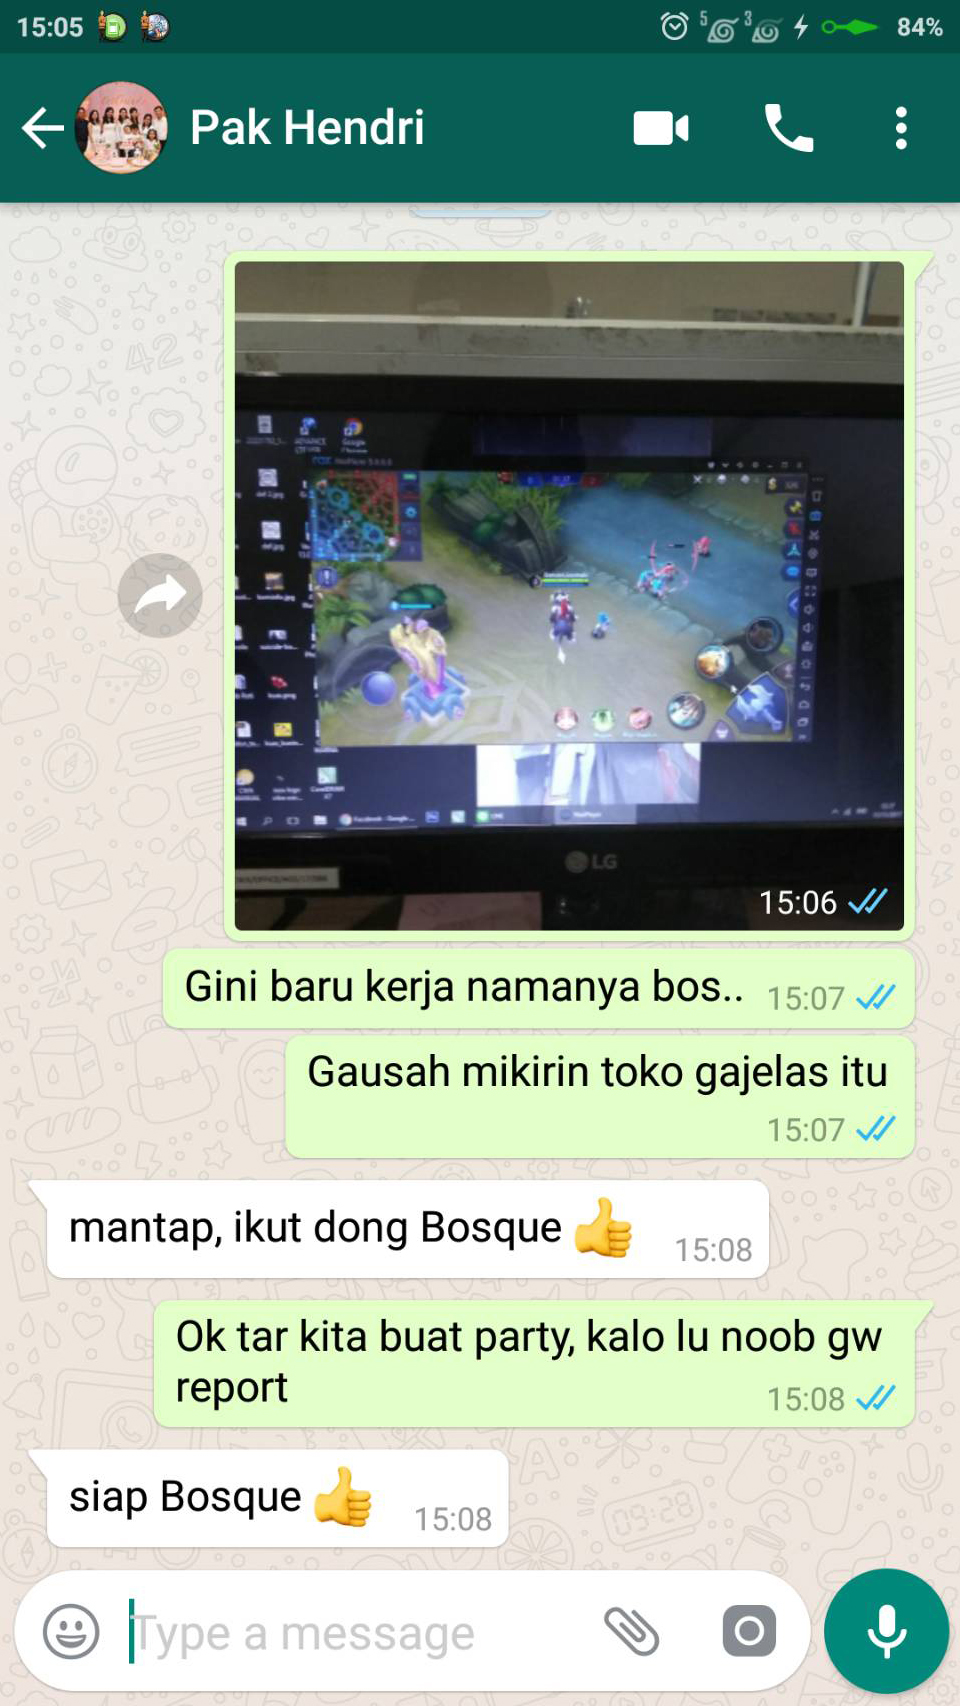 15:05
5
3
84%
Pak Hendri
LG
15:06
Gini baru kerja namanya bos..
15:07
Gausah mikirin toko gajelas itu
15:07
mantap, ikut dong Bosque 👍
15:08
Ok tar kita buat party, kalo lu noob gw
report
15:08
siap Bosque 👍
15:08
Type a message